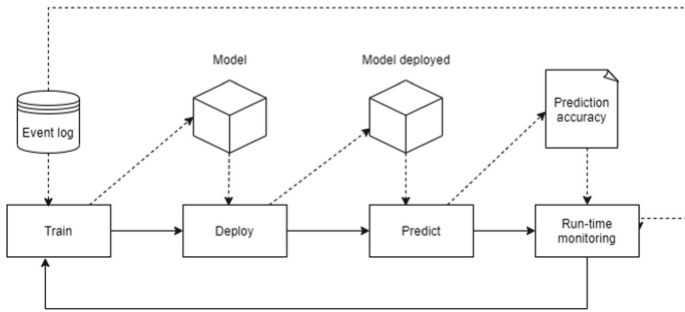 Model
Model deployed
Event log
Prediction
accuracy
Train
Deploy
Predict
Run-time
monitoring